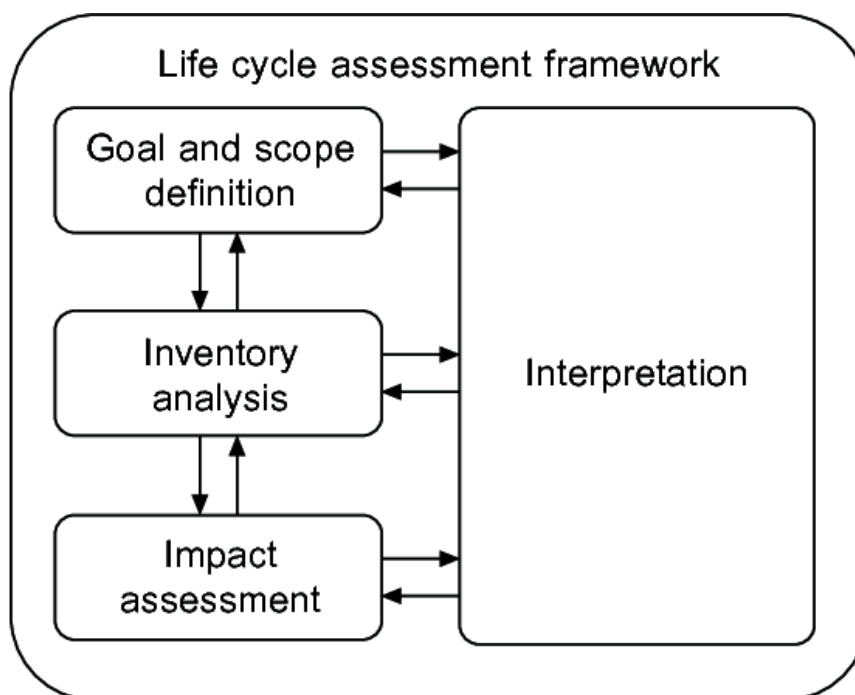 Life cycle assessment framework
Goal and scope
definition
Inventory
analysis
Impact
assessment
Interpretation